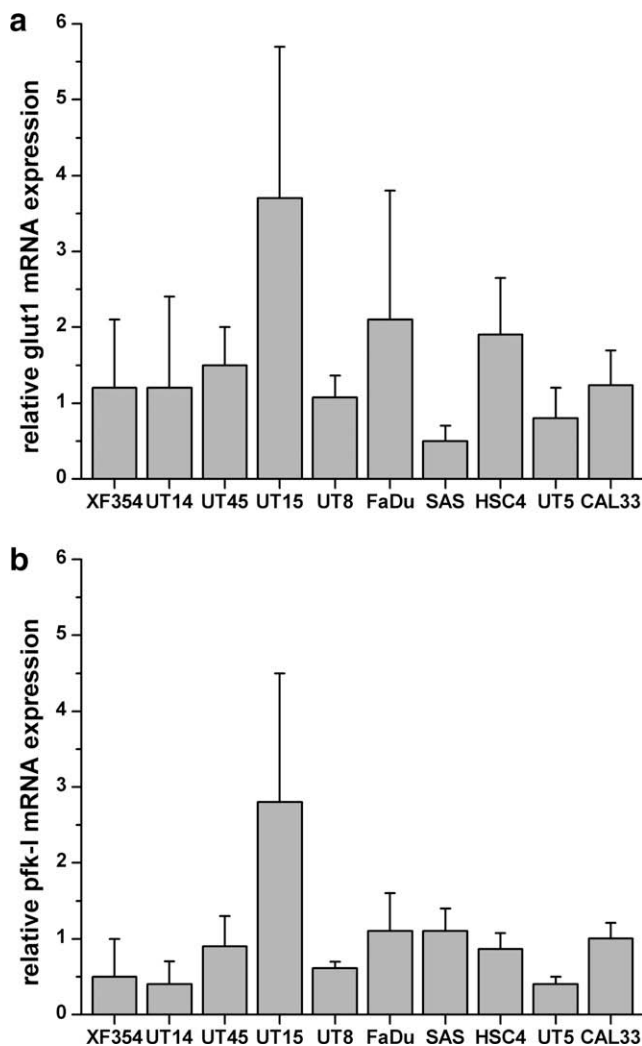 a
relative glut1 mRNA expression
6
5
4
3
2
1
0
XF354 UT14 UT45 UT15 UT8 FaDu SAS HSC4 UT5 CAL33
b
relative pfk-I mRNA expression
6
5
4
3
2
1
0
XF354 UT14 UT45 UT15 UT8 FaDu SAS HSC4 UT5 CAL33